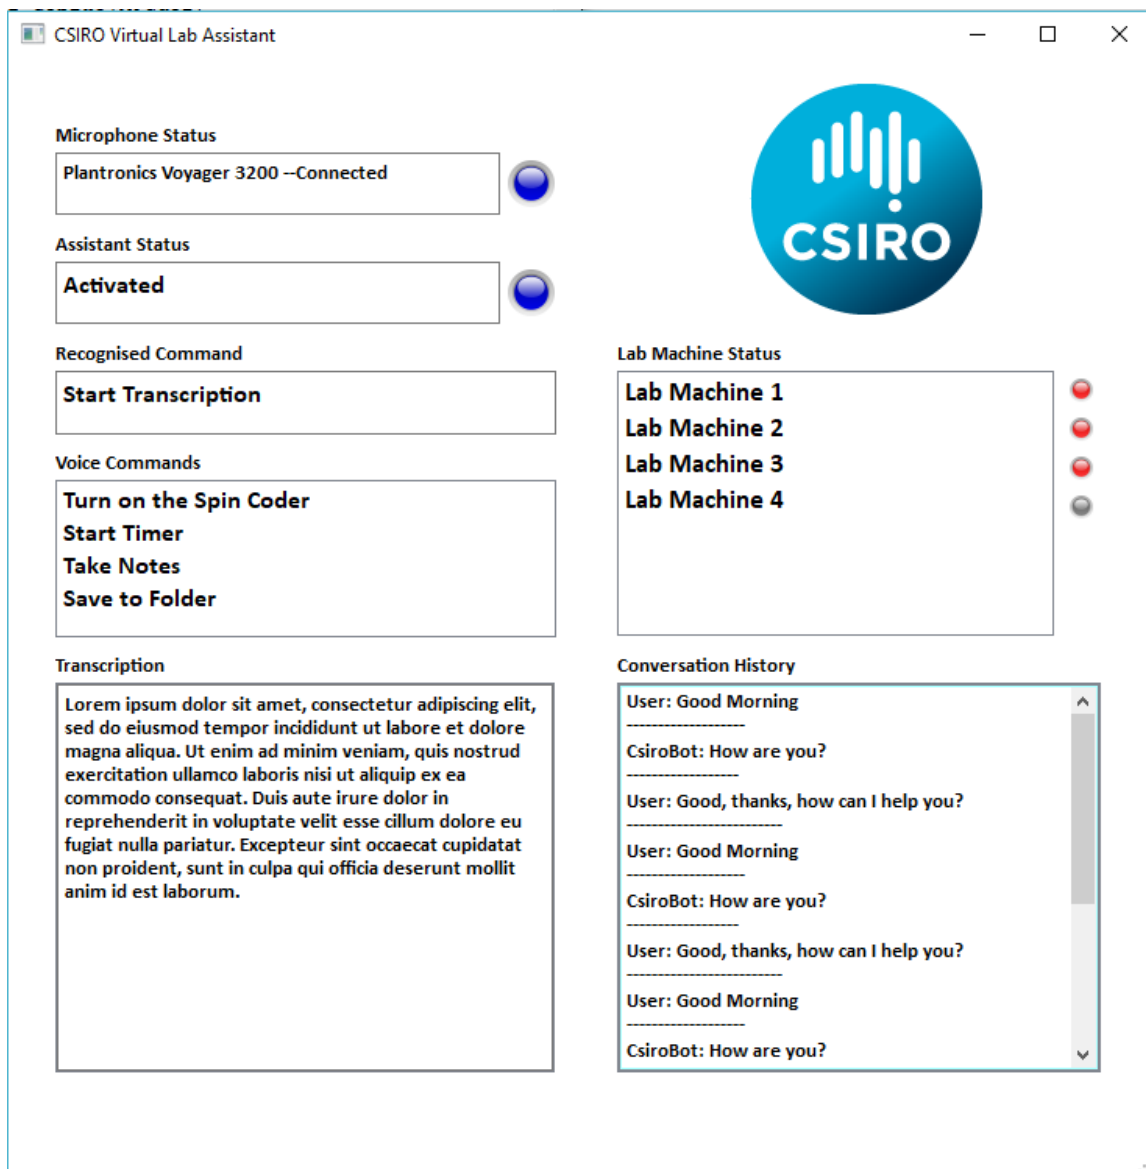 CSIRO Virtual Lab Assistant
CSIRO
Microphone Status
Plantronics Voyager 3200 --Connected
Assistant Status
Activated
Recognised Command
Start Transcription
Voice Commands
Turn on the Spin Coder
Start Timer
Take Notes
Save to Folder
Lab Machine Status
Lab Machine 1
Lab Machine 2
Lab Machine 3
Lab Machine 4
Transcription
Lorem ipsum dolor sit amet, consectetur adipiscing elit,
sed do eiusmod tempor incididunt ut labore et dolore
magna aliqua. Ut enim ad minim veniam, quis nostrud
exercitation ullamco laboris nisi ut aliquip ex ea
commodo consequat. Duis aute irure dolor in
reprehenderit in voluptate velit esse cillum dolore eu
fugiat nulla pariatur. Excepteur sint occaecat cupidatat
non proident, sunt in culpa qui officia deserunt mollit
anim id est laborum.
Conversation History
User: Good Morning
-------------------
CsiroBot: How are you?
------------------
User: Good, thanks, how can I help you?
-------------------------
User: Good Morning
-------------------
CsiroBot: How are you?
------------------
User: Good, thanks, how can I help you?
-------------------------
User: Good Morning
-------------------
CsiroBot: How are you?